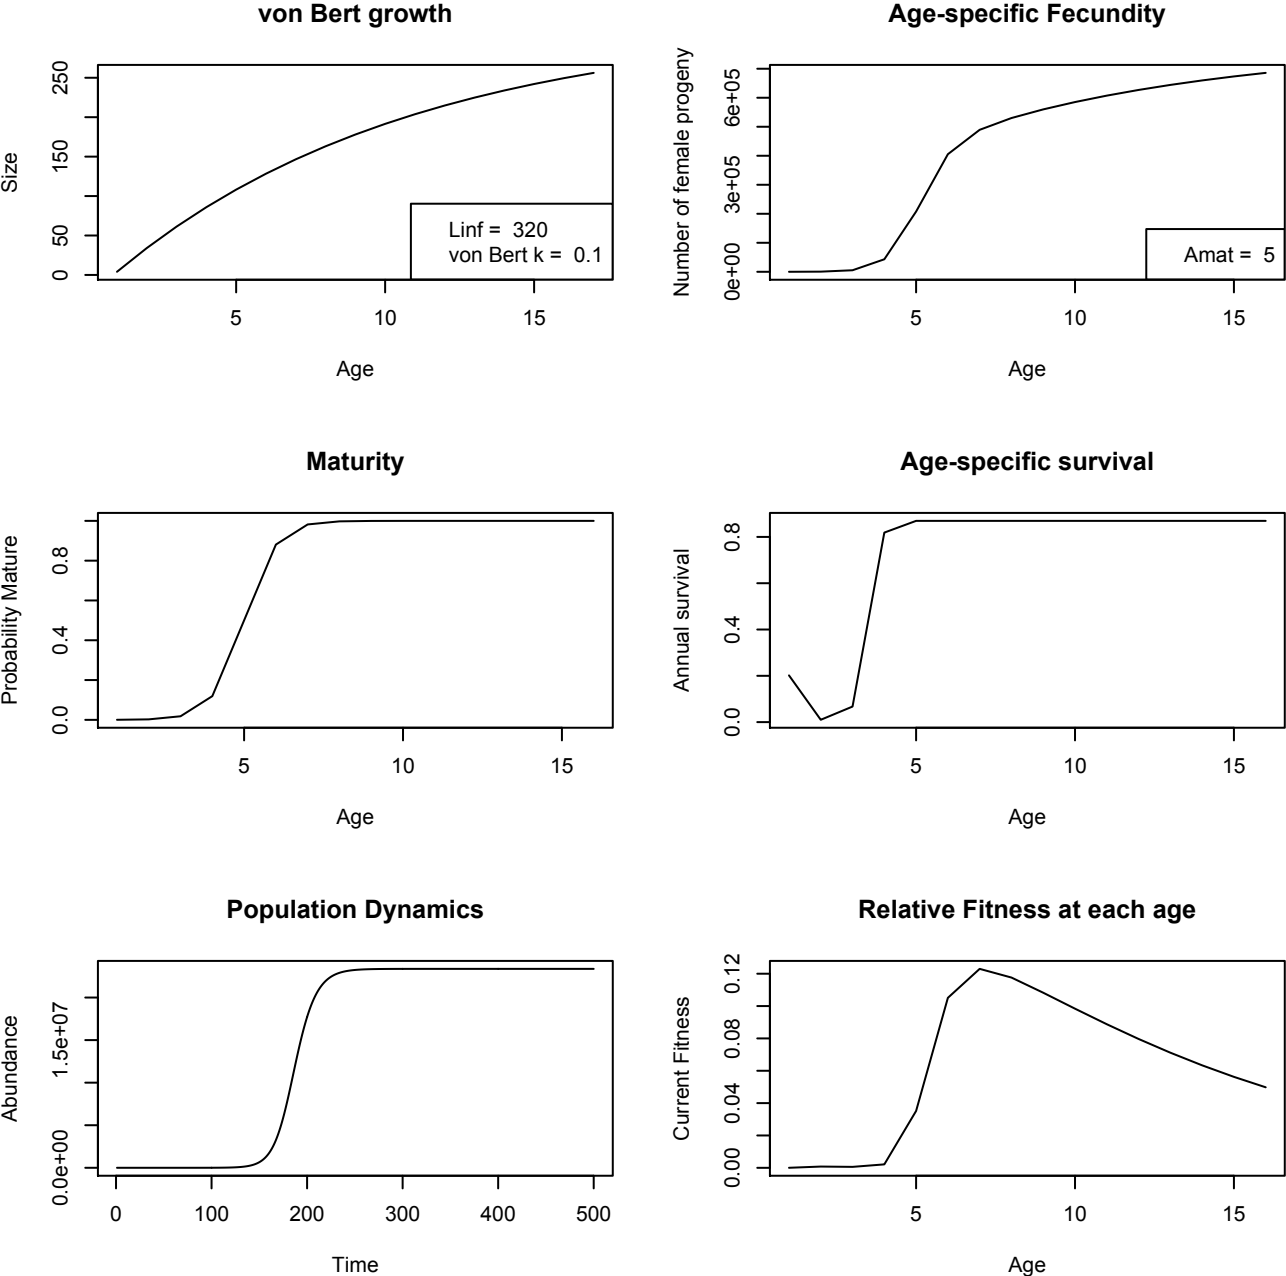 von Bert growth
Size
250
150
50
0
Linf = 320
von Bert k = 0.1
5 10 15
Age
Age-specific Fecundity
Number of female progeny
6e+05
3e+05
0e+00
Amat = 5
5 10 15
Age
Maturity
Probability Mature
0.8
0.4
0.0
5 10 15
Age
Age-specific survival
Annual survival
0.8
0.4
0.0
5 10 15
Age
Population Dynamics
Abundance
1.5e+07
0.0e+00
0 100 200 300 400 500
Time
Relative Fitness at each age
Current Fitness
0.12
0.08
0.04
0.00
5 10 15
Age